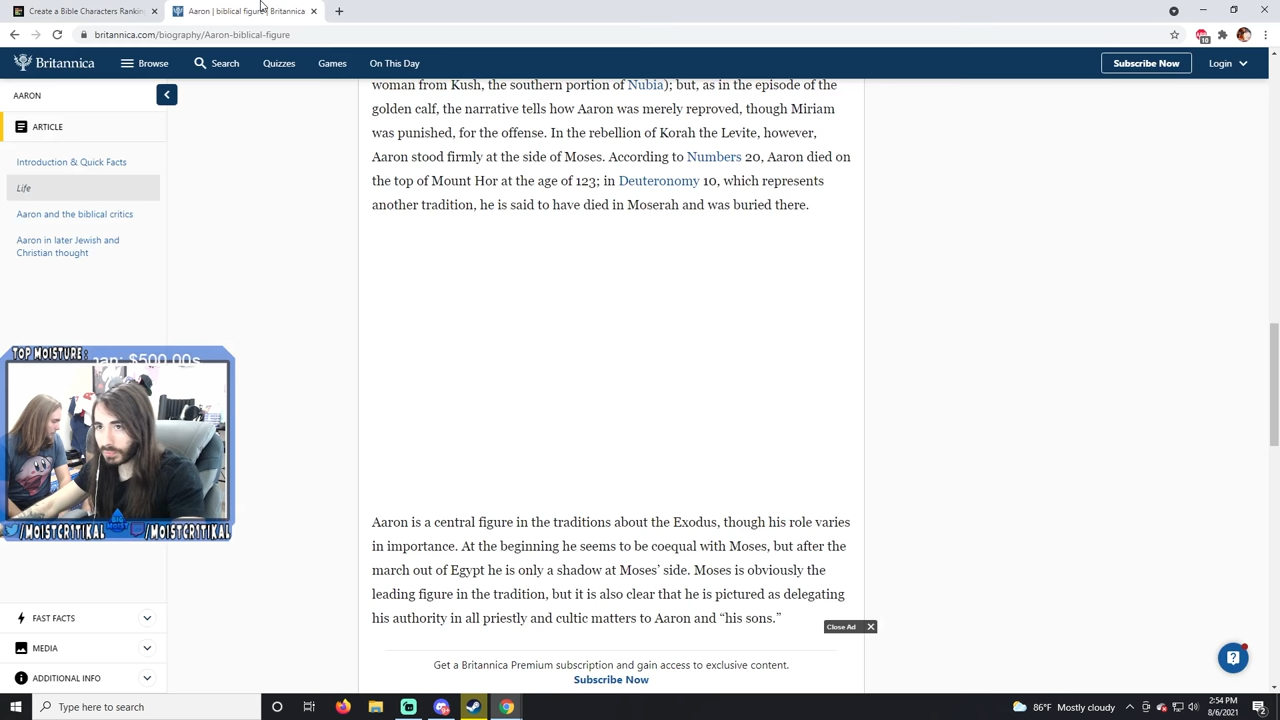 Create a Bible Characters Ranking
Aaron | biblical figure | Britannica
britannica.com/biography/Aaron-biblical-figure
10
Britannica
Browse
Search
Quizzes
Games
On This Day
Subscribe Now
Login
AARON
ARTICLE
Introduction & Quick Facts
Life
Aaron and the biblical critics
Aaron in later Jewish and
Christian thought
woman from Kush, the southern portion of Nubia); but, as in the episode of the
golden calf, the narrative tells how Aaron was merely reproved, though Miriam
was punished, for the offense. In the rebellion of Korah the Levite, however,
Aaron stood firmly at the side of Moses. According to Numbers 20, Aaron died on
the top of Mount Hor at the age of 123; in Deuteronomy 10, which represents
another tradition, he is said to have died in Moserah and was buried there.
TOP MOISTURE:
nan: $500.00s
BIG
MOIST
/MOISTCRITIKAL
/MOISTCRITIKAL
Aaron is a central figure in the traditions about the Exodus, though his role varies
in importance. At the beginning he seems to be coequal with Moses, but after the
march out of Egypt he is only a shadow at Moses’ side. Moses is obviously the
leading figure in the tradition, but it is also clear that he is pictured as delegating
his authority in all priestly and cultic matters to Aaron and “his sons.”
Close Ad
FAST FACTS
MEDIA
ADDITIONAL INFO
Get a Britannica Premium subscription and gain access to exclusive content.
Subscribe Now
Type here to search
86°F Mostly cloudy
2:54 PM
8/6/2021
2